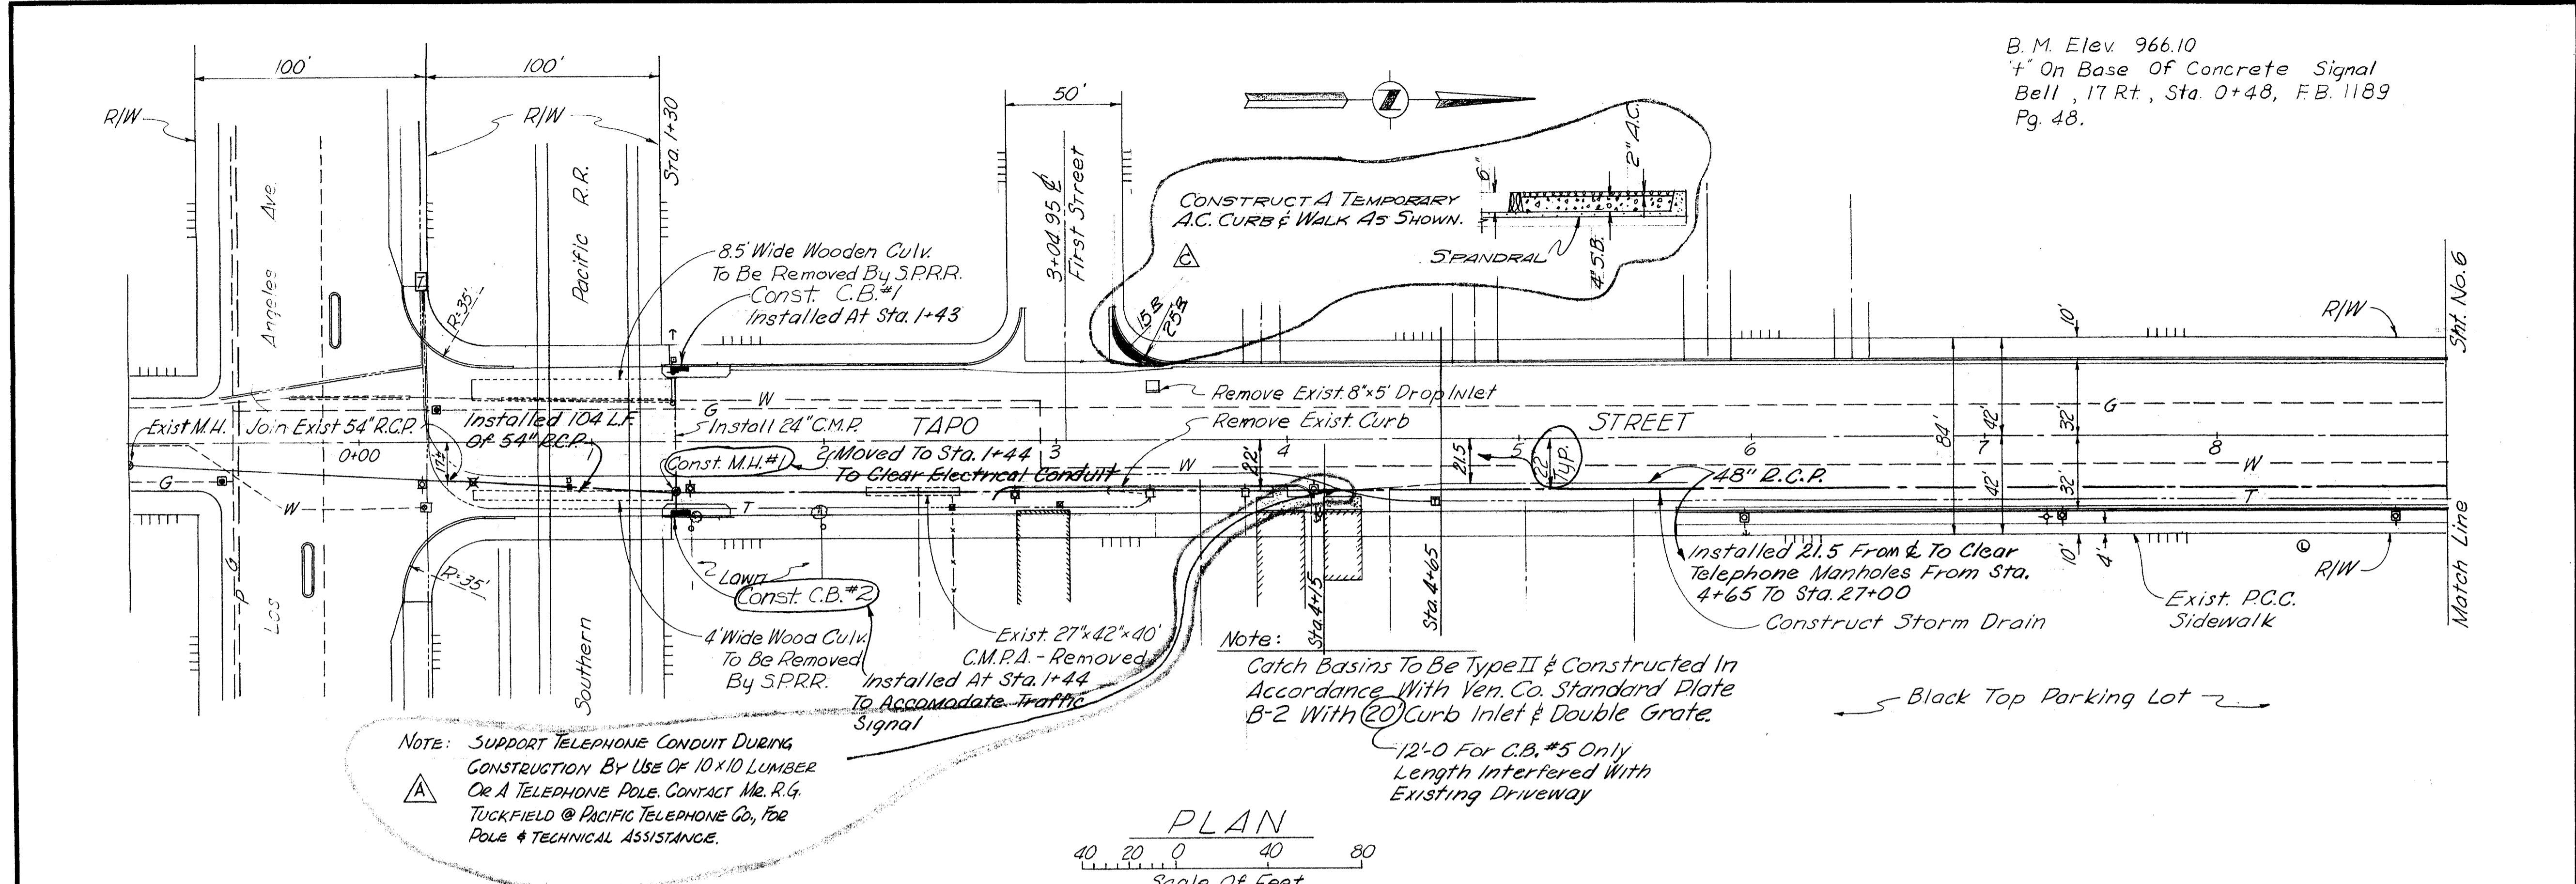 B.M. Elev. 966.10
"+" On Base Of Concrete Signal
Bell, 17 Rt., Sta. 0+48, F.B. 1189
Pg. 48.
100'
100'
50'
R/W
R/W
Sta. 1+30
3+04.95 ℄
First Street
Los Angeles Ave.
Southern Pacific R.R.
R=35'
8.5' Wide Wooden Culv.
To Be Removed By S.P.R.R.
Const. C.B.#1
Installed At Sta. 1+43
CONSTRUCT A TEMPORARY
A.C. CURB & WALK AS SHOWN.
C
6"
2" A.C.
4" S.B.
SPANDRAL
R/W
Sht. No. 6
Match Line
10'
Remove Exist. 8"x5' Drop Inlet
Remove Exist. Curb
W
G
Install 24" C.M.P.
TAPO
STREET
G
Exist M.H.
Join Exist 54" R.C.P.
Installed 104 L.F.
Of 54" R.C.P.
0+00
Const. M.H.#1
2
Moved To Sta. 1+44
To Clear Electrical Conduit
3
4
5
6
7
8
22'
21.5
22'
Typ.
84'
42'
32'
42'
32'
W
W
T
T
G
W
P
G
48" R.C.P.
R=35'
Lawn
Const. C.B.#2
Sta. 4+15
Sta. 4+65
Installed 21.5 From ℄ To Clear
Telephone Manholes From Sta.
4+65 To Sta. 27+00
Construct Storm Drain
10'
4'
R/W
Exist. P.C.C.
Sidewalk
4' Wide Wood Culv.
To Be Removed
By S.P.R.R.
Exist. 27"x42"x40'
C.M.P.A. - Removed
Installed At Sta. 1+44
To Accomodate Traffic
Signal
Note:
Catch Basins To Be Type II & Constructed In
Accordance With Ven. Co. Standard Plate
B-2 With 20' Curb Inlet & Double Grate.
12'-0 For C.B.#5 Only
Length Interfered With
Existing Driveway
Black Top Parking Lot
NOTE: SUPPORT TELEPHONE CONDUIT DURING
CONSTRUCTION BY USE OF 10x10 LUMBER
A
OR A TELEPHONE POLE. CONTACT MR. R.G.
TUCKFIELD @ PACIFIC TELEPHONE CO., FOR
POLE & TECHNICAL ASSISTANCE.
PLAN
40 20 0 40 80
Scale Of Feet